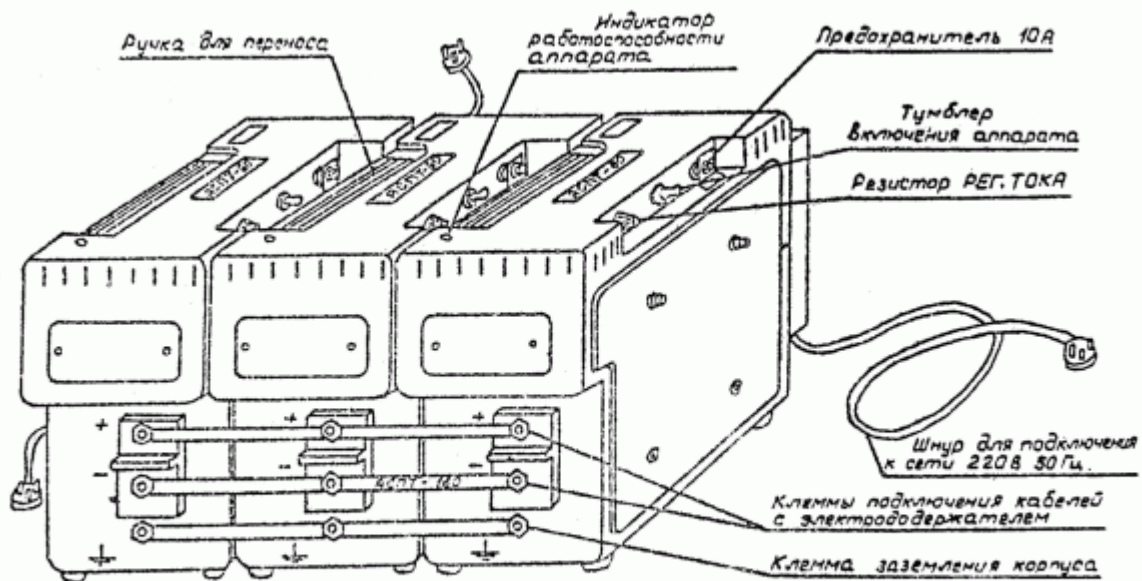 Ручка для переноса
Индикатор
работоспособности
аппарата
Предохранитель 10А
Тумблер
включения аппарата
Резистор РЕГ. ТОКА
Шнур для подключения
к сети 220В 50Гц.
Клеммы подключения кабелей
с электрододержателем
Клемма заземления корпуса
+
+
+
-
-
-